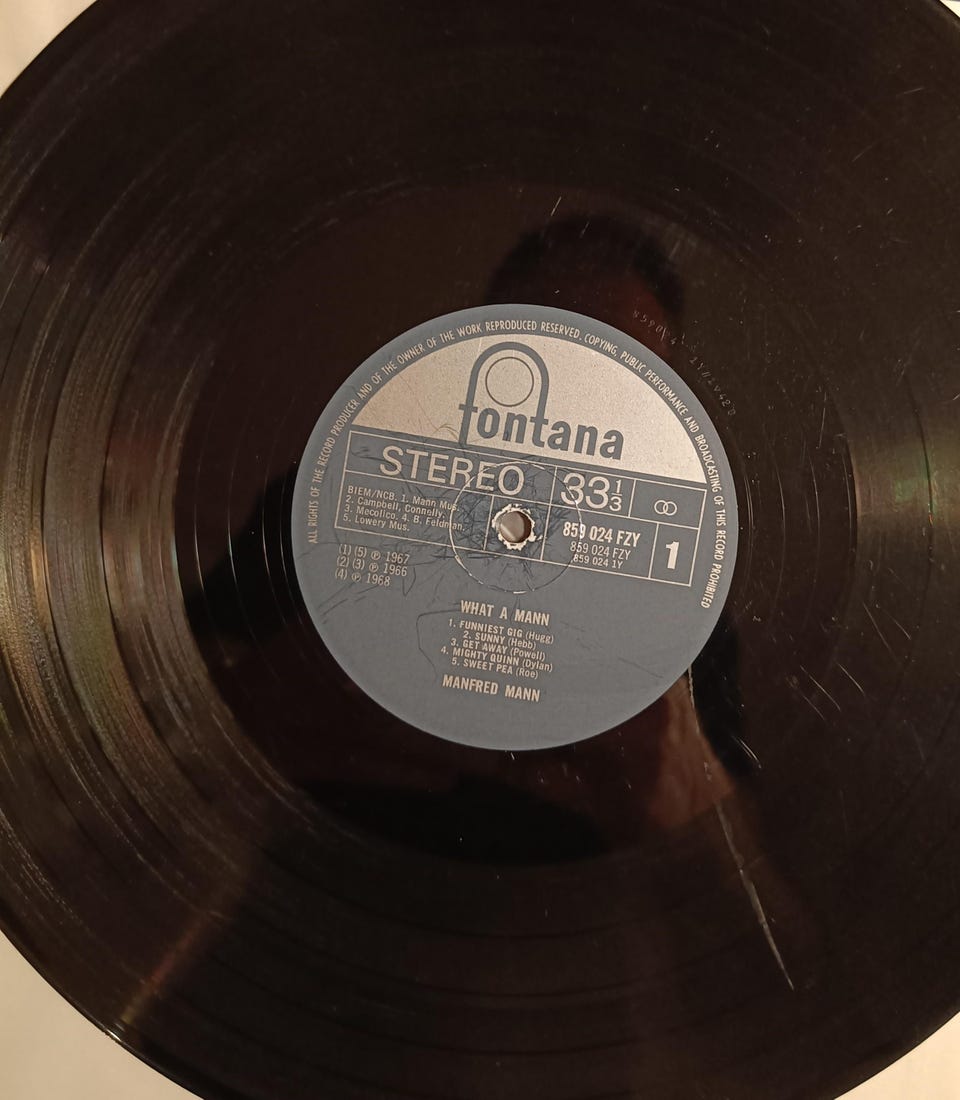 ALL RIGHTS OF THE RECORD PRODUCER AND OF THE OWNER OF THE WORK REPRODUCED RESERVED. COPYING, PUBLIC PERFORMANCE AND BROADCASTING OF THIS RECORD PROHIBITED
fontana
STEREO 33 1/3
BIEM/NCB. 1. Mann Mus.
2. Campbell, Connolly.
3. Mecolico. 4. B. Feldman.
5. Lowery Mus.
859 024 FZY
859 024 FZY
859 024 1Y
1
(1) (5) ℗ 1967
(2) (3) ℗ 1966
(4) ℗ 1968
WHAT A MANN
1. FUNNIEST GIG (Hugg)
2. SUNNY (Hebb)
3. GET AWAY (Powell)
4. MIGHTY QUINN (Dylan)
5. SWEET PEA (Roe)
MANFRED MANN